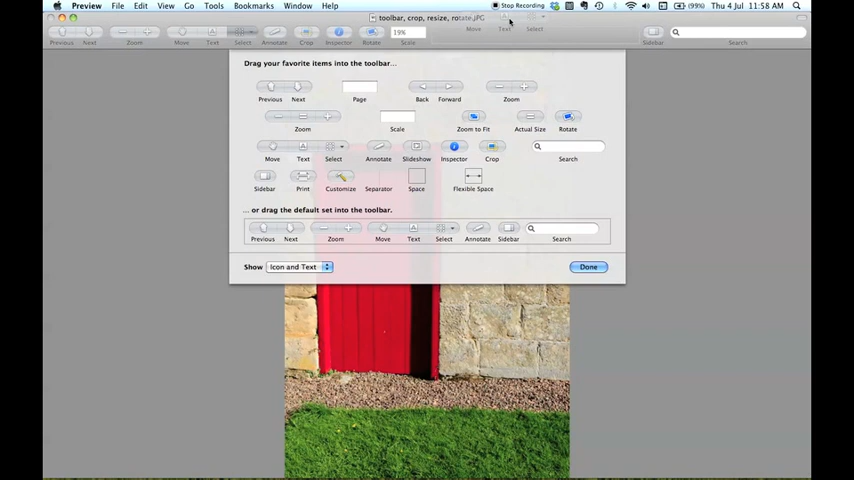 Preview File Edit View Go Tools Bookmarks Window Help Stop Recording (99%) Thu 4 Jul 11:58 AM
toolbar, crop, resize, rotate.JPG
19%
Previous Next Zoom Move Text Select Annotate Crop Inspector Rotate Scale Move Text Select Sidebar Search
Drag your favorite items into the toolbar...
Previous Next Page Back Forward Zoom
Zoom Scale Zoom to Fit Actual Size Rotate
Move Text Select Annotate Slideshow Inspector Crop Search
Sidebar Print Customize Separator Space Flexible Space
... or drag the default set into the toolbar.
Previous Next Zoom Move Text Select Annotate Sidebar Search
Show Icon and Text Done